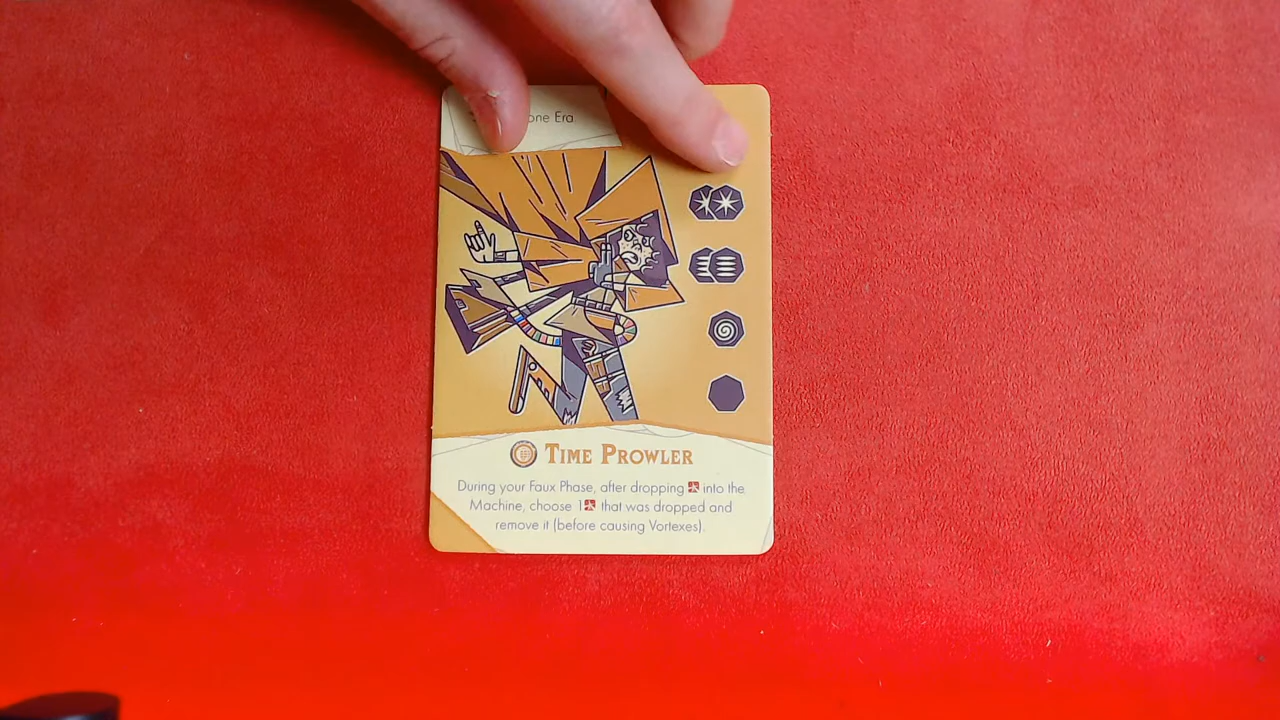 one Era
TIME PROWLER
During your Faux Phase, after dropping into the
Machine, choose 1 that was dropped and
remove it (before causing Vortexes).